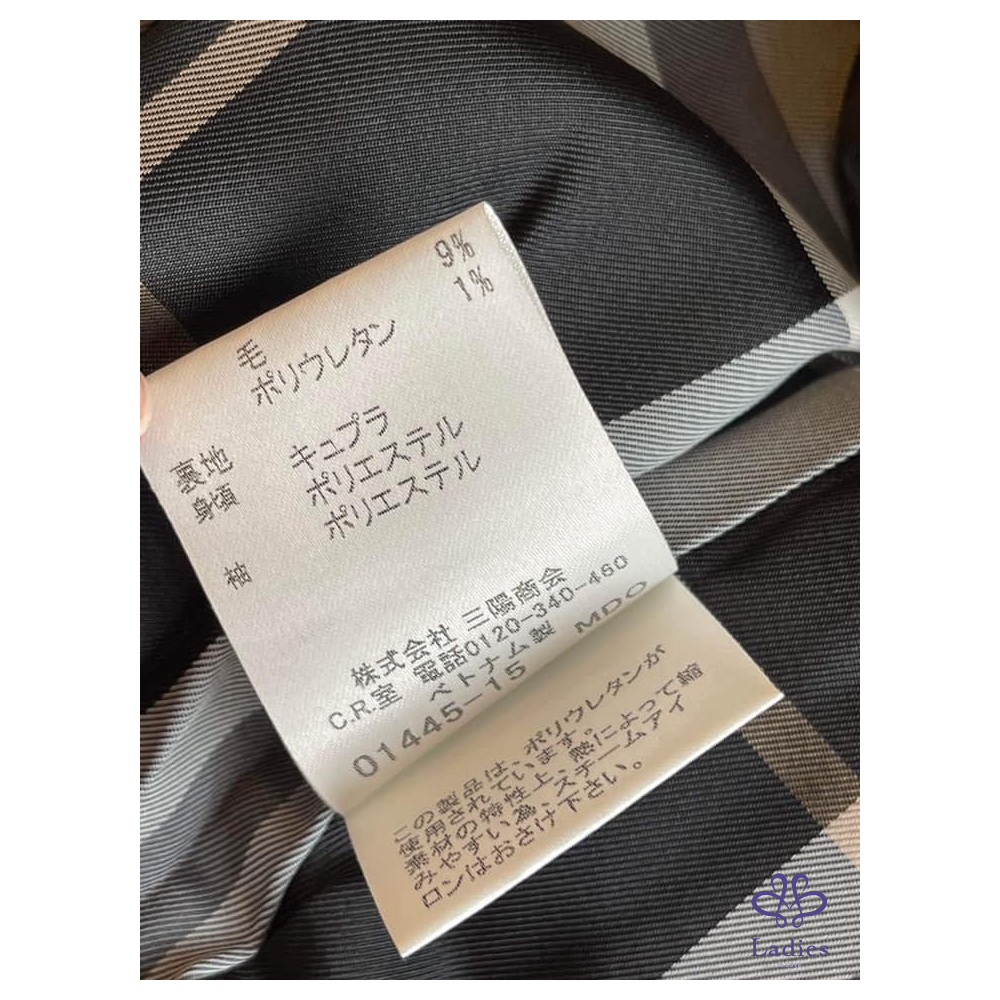 9%
1%
毛
ポリウレタン
裏地 キュプラ
身頃 ポリエステル
ポリエステル
袖
株式会社 三陽商会
C.R.室 電話0120-340-460
ベトナム製 MDO
01445-15
この製品は、ポリウレタンが
使用されています。熱によって縮
素材の特性上、スチームアイ
みやすい為
ロンはおさけ下さい。
Ladies